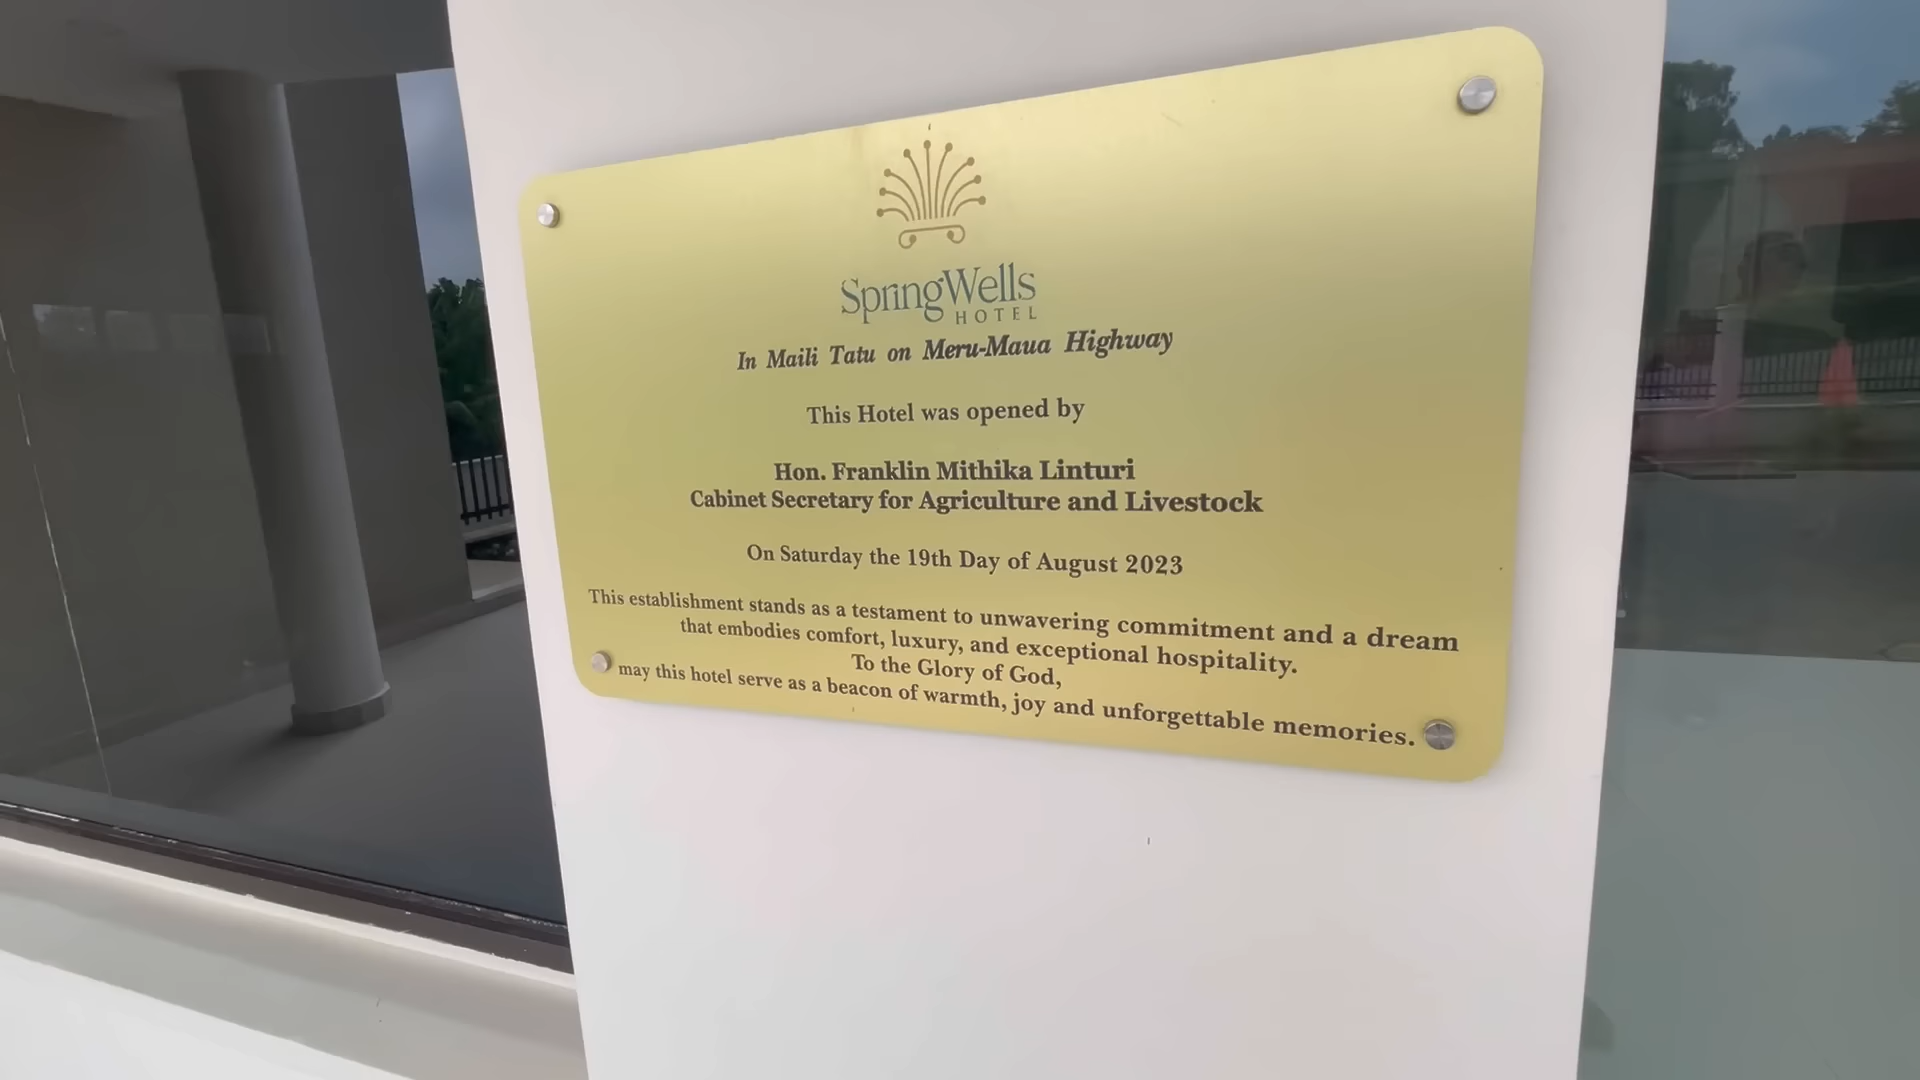 SpringWells
HOTEL
In Maili Tatu on Meru-Maua Highway
This Hotel was opened by
Hon. Franklin Mithika Linturi
Cabinet Secretary for Agriculture and Livestock
On Saturday the 19th Day of August 2023
This establishment stands as a testament to unwavering commitment and a dream
that embodies comfort, luxury, and exceptional hospitality.
To the Glory of God,
may this hotel serve as a beacon of warmth, joy and unforgettable memories.